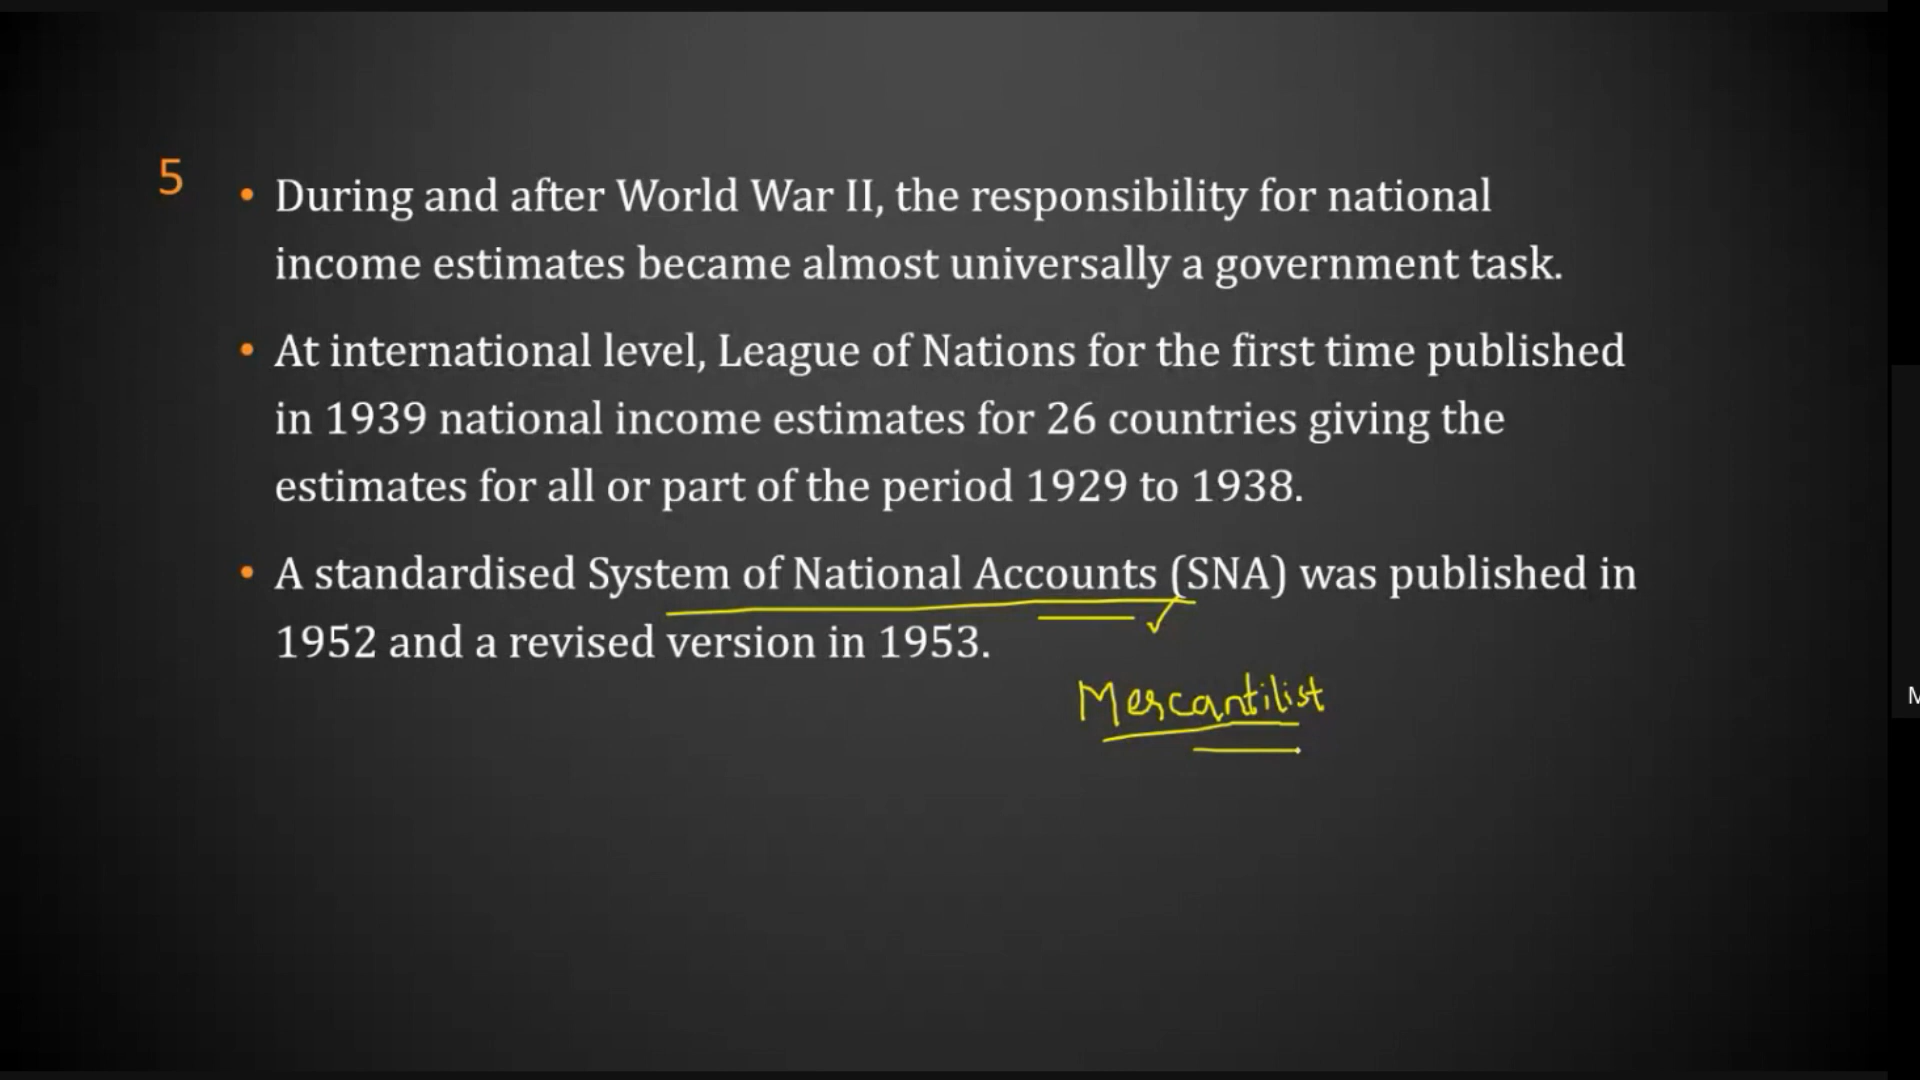 5
• During and after World War II, the responsibility for national
income estimates became almost universally a government task.
• At international level, League of Nations for the first time published
in 1939 national income estimates for 26 countries giving the
estimates for all or part of the period 1929 to 1938.
• A standardised System of National Accounts (SNA) was published in
1952 and a revised version in 1953.
Mercantilist
M